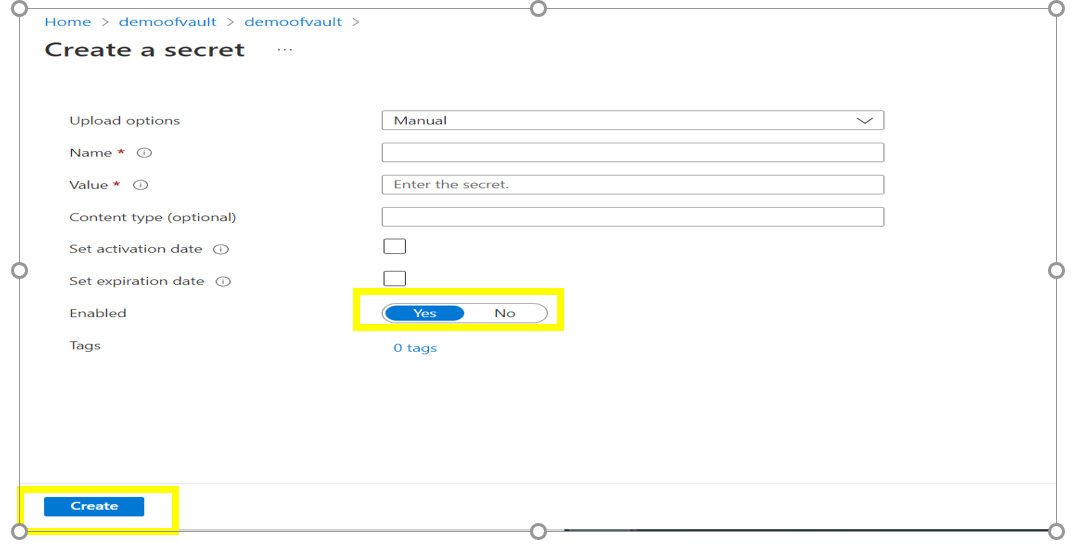 Home > demoofvault > demoofvault >
Create a secret ...
Upload options Manual
Name *
Value * Enter the secret.
Content type (optional)
Set activation date
Set expiration date
Enabled Yes No
Tags 0 tags
Create